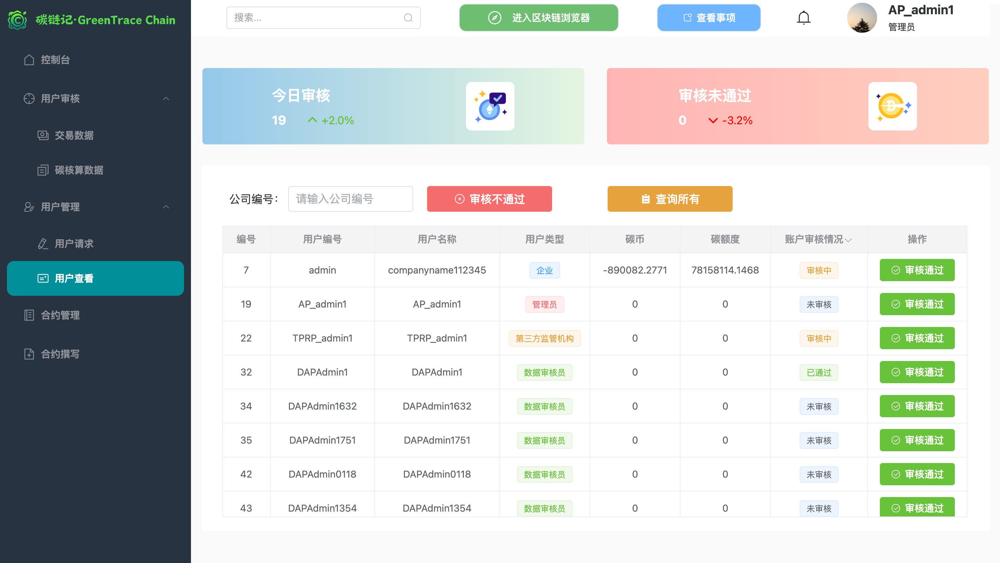 碳链记·GreenTrace Chain
搜索...
进入区块链浏览器
查看事项
AP_admin1
管理员
控制台
用户审核
交易数据
碳核算数据
用户管理
用户请求
用户查看
合约管理
合约撰写
今日审核
19 +2.0%
审核未通过
0 -3.2%
公司编号: 请输入公司编号 审核不通过 查询所有
编号 用户编号 用户名称 用户类型 碳币 碳额度 账户审核情况 操作
7 admin companyname112345 企业 -890082.2771 78158114.1468 审核中 审核通过
19 AP_admin1 AP_admin1 管理员 0 0 未审核 审核通过
22 TPRP_admin1 TPRP_admin1 第三方监管机构 0 0 审核中 审核通过
32 DAPAdmin1 DAPAdmin1 数据审核员 0 0 已通过 审核通过
34 DAPAdmin1632 DAPAdmin1632 数据审核员 0 0 未审核 审核通过
35 DAPAdmin1751 DAPAdmin1751 数据审核员 0 0 未审核 审核通过
42 DAPAdmin0118 DAPAdmin0118 数据审核员 0 0 未审核 审核通过
43 DAPAdmin1354 DAPAdmin1354 数据审核员 0 0 未审核 审核通过